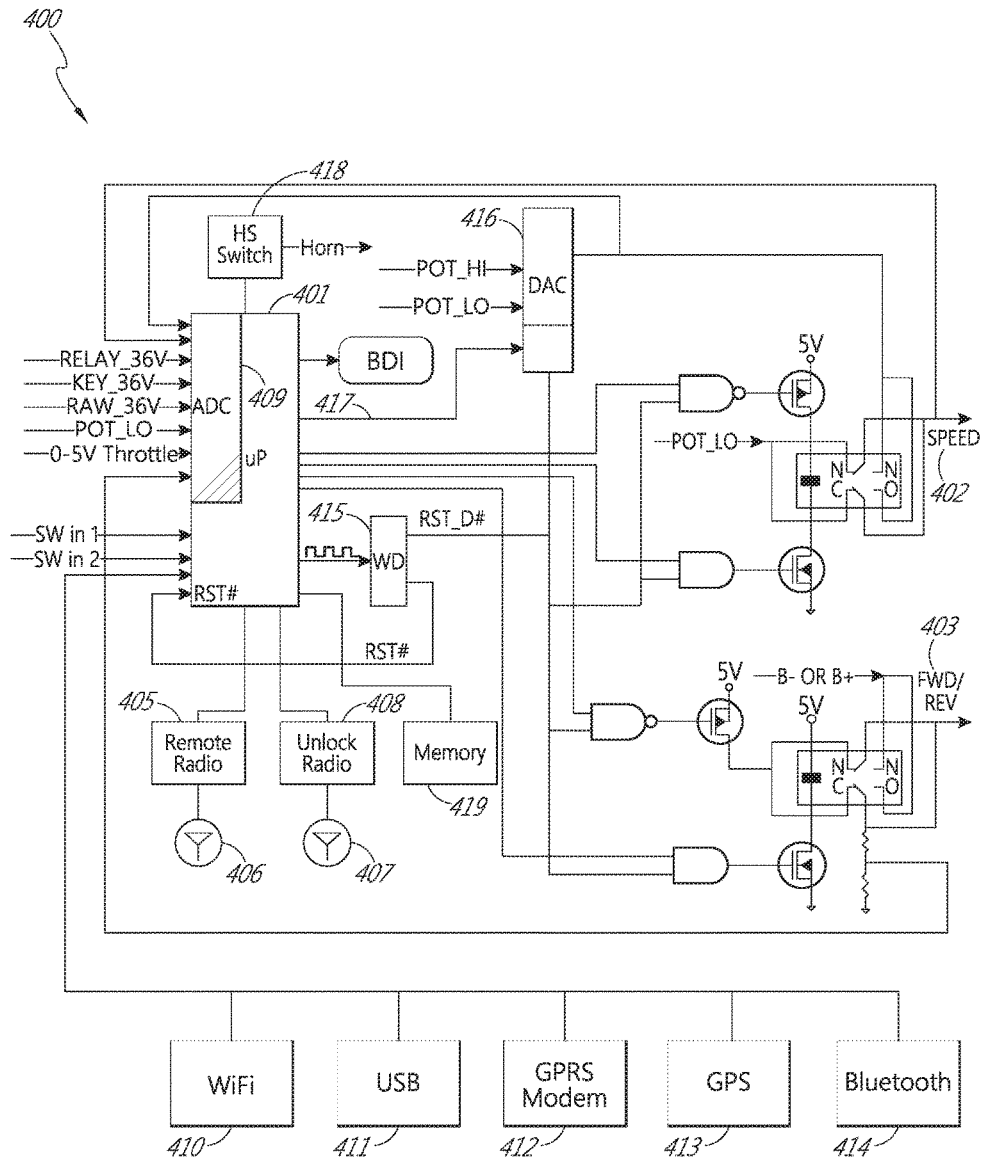 400
418
HS
Switch
Horn
416
POT_HI
DAC
POT_LO
401
RELAY_36V
KEY_36V
RAW_36V
ADC
409
BDI
417
POT_LO
0-5V Throttle
uP
5V
POT_LO
SPEED
402
N
C
N
O
SW in 1
SW in 2
415
RST_D#
WD
RST#
RST#
405
408
Remote
Radio
Unlock
Radio
Memory
419
406
407
5V
B- OR B+
5V
403
FWD/
REV
N
C
N
O
WiFi
USB
GPRS
Modem
GPS
Bluetooth
410
411
412
413
414